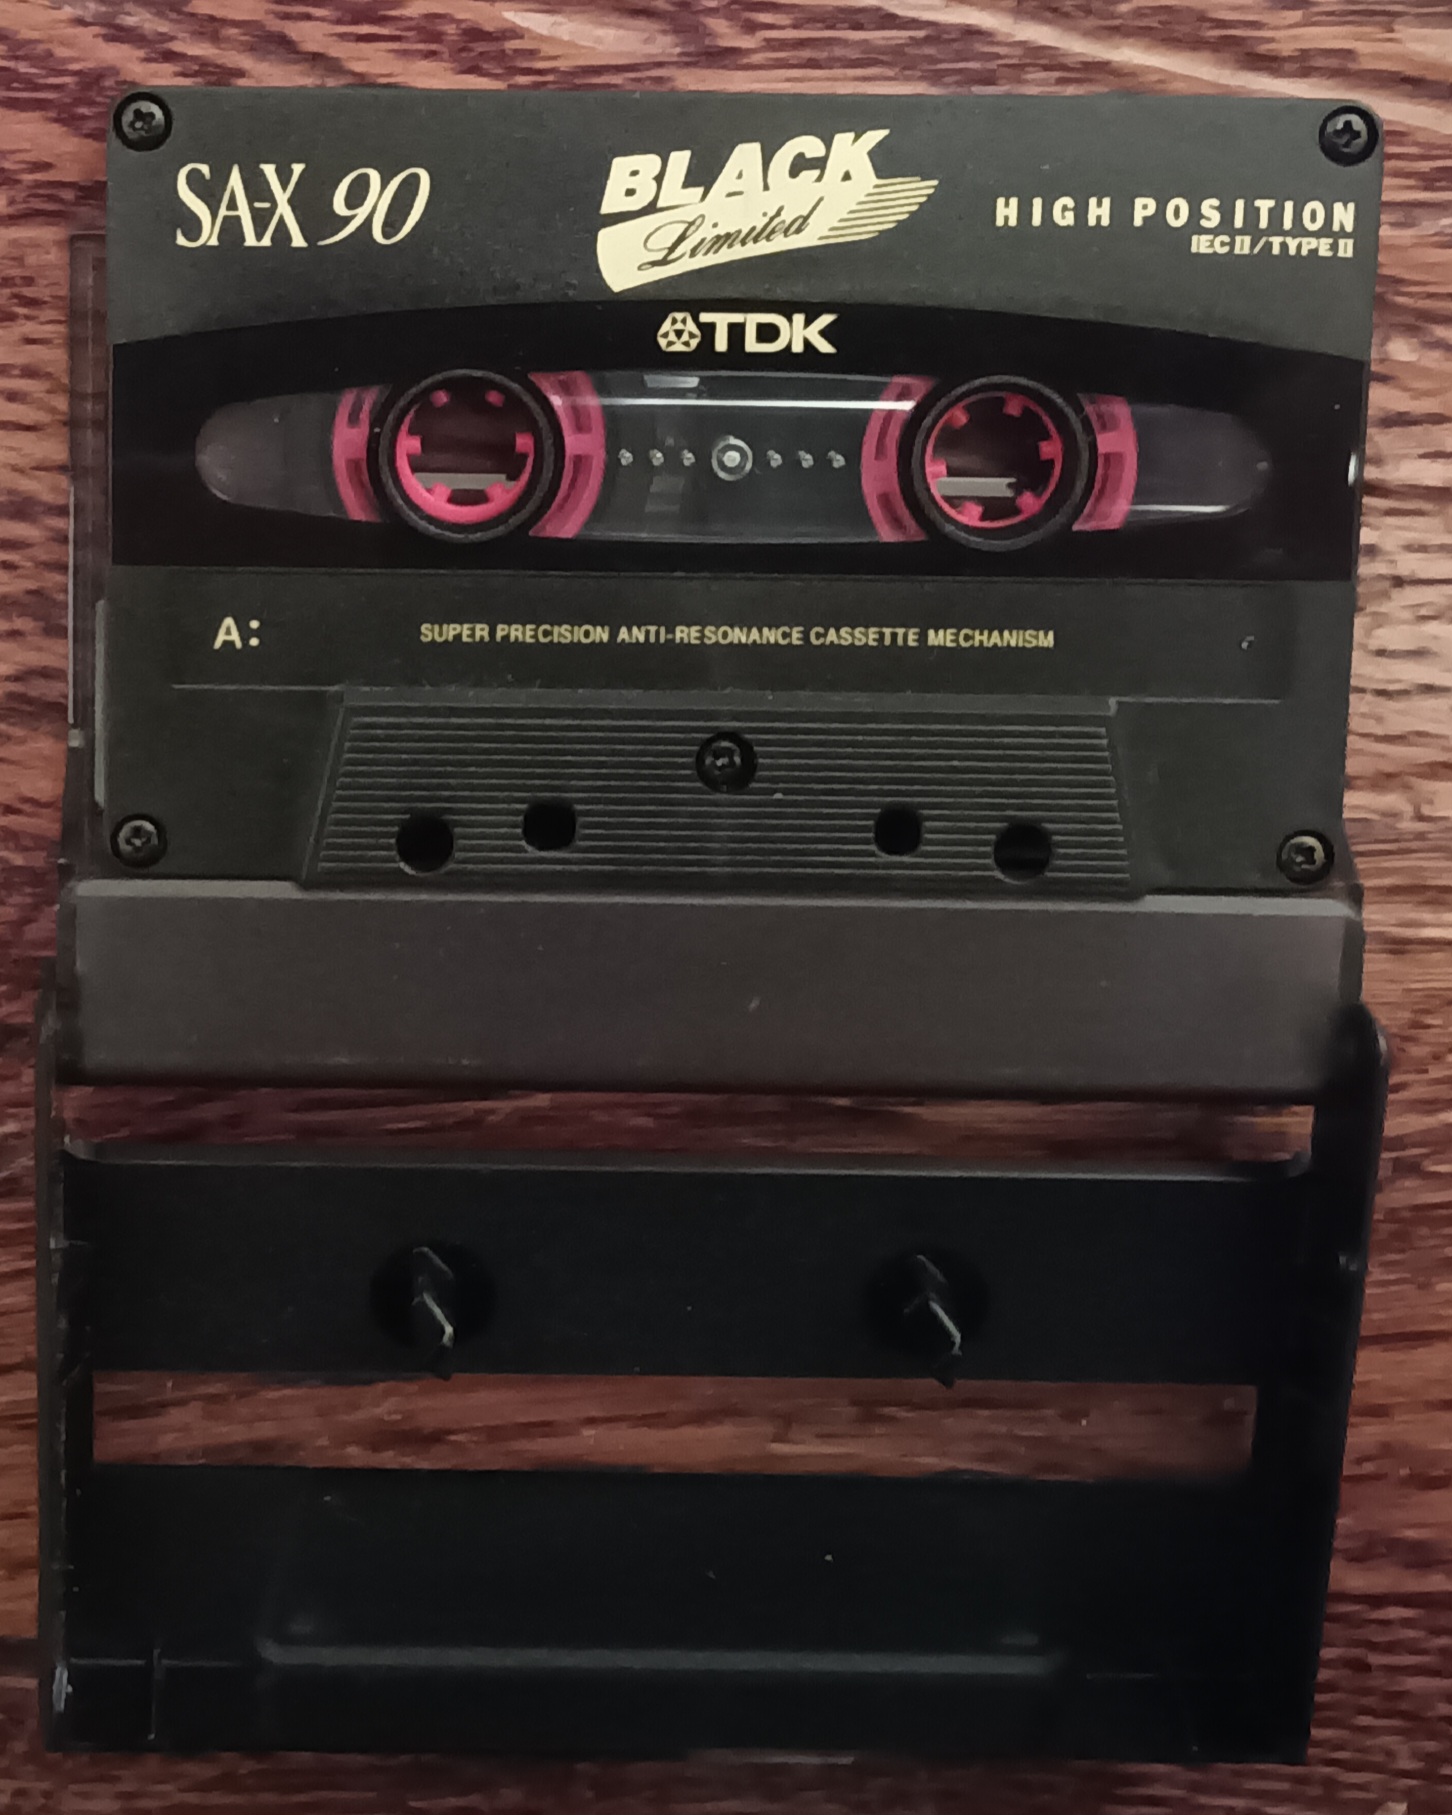 SA-X 90
BLACK
Limited
HIGH POSITION
IEC II/TYPE II
TDK
A:
SUPER PRECISION ANTI-RESONANCE CASSETTE MECHANISM